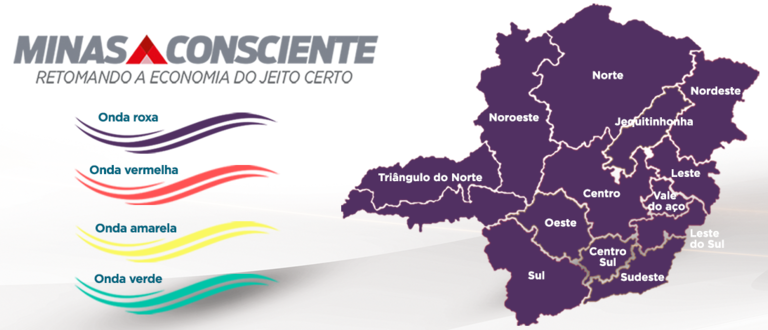 MINAS CONSCIENTE
RETOMANDO A ECONOMIA DO JEITO CERTO
Onda roxa
Onda vermelha
Onda amarela
Onda verde
Norte
Nordeste
Noroeste
Jequitinhonha
Triângulo do Norte
Leste
Centro
Vale
do aço
Oeste
Leste
do Sul
Centro
Sul
Sul
Sudeste